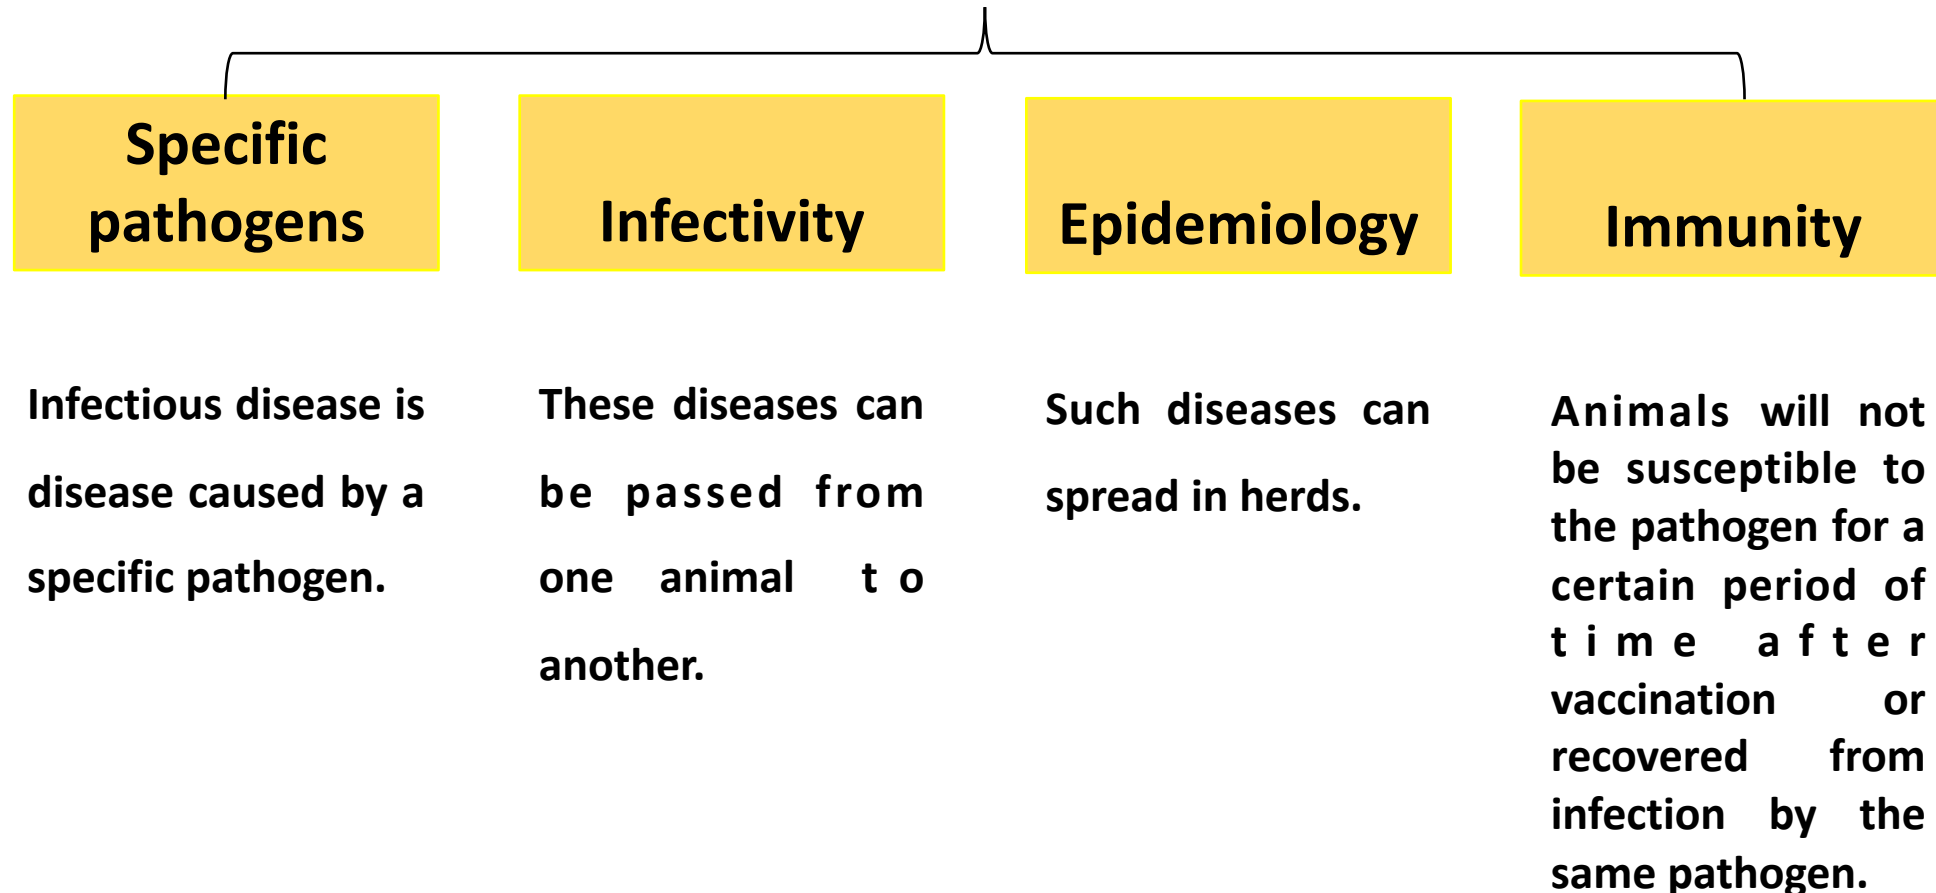 Specific
pathogens
Infectivity
Epidemiology
Immunity
Infectious disease is
disease caused by a
specific pathogen.
These diseases can
be passed from
one animal to
another.
Such diseases can
spread in herds.
Animals will not
be susceptible to
the pathogen for a
certain period of
time after
vaccination or
recovered from
infection by the
same pathogen.